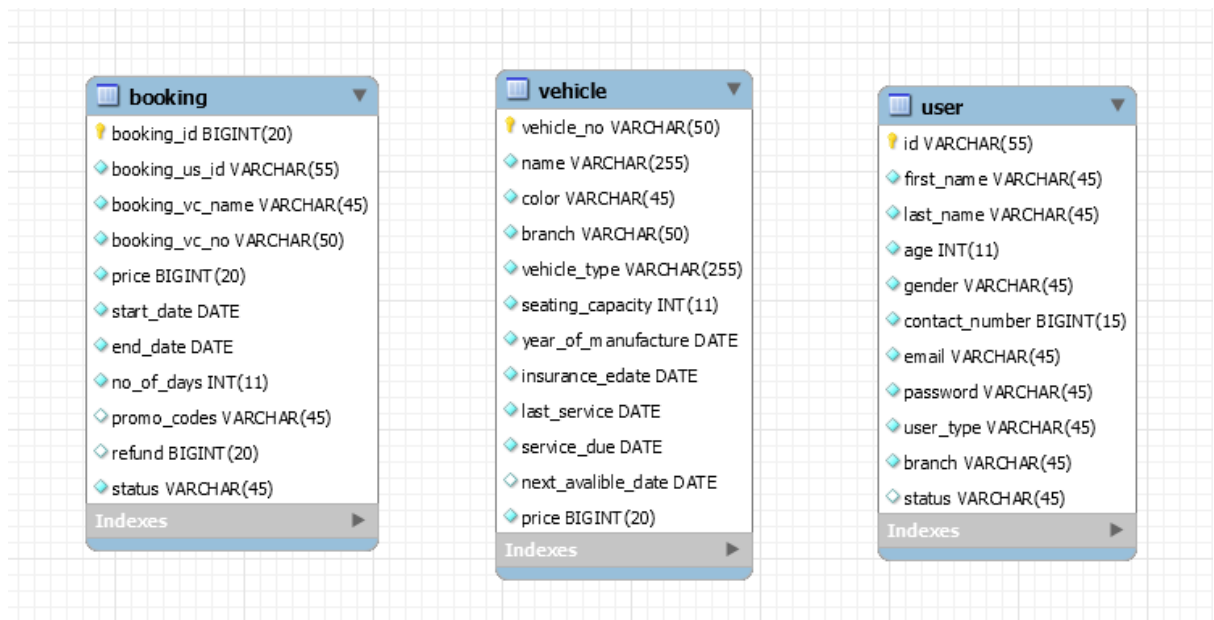 booking
booking_id BIGINT(20)
booking_us_id VARCHAR(55)
booking_vc_name VARCHAR(45)
booking_vc_no VARCHAR(50)
price BIGINT(20)
start_date DATE
end_date DATE
no_of_days INT(11)
promo_codes VARCHAR(45)
refund BIGINT(20)
status VARCHAR(45)
Indexes
vehicle
vehicle_no VARCHAR(50)
name VARCHAR(255)
color VARCHAR(45)
branch VARCHAR(50)
vehicle_type VARCHAR(255)
seating_capacity INT(11)
year_of_manufacture DATE
insurance_edate DATE
last_service DATE
service_due DATE
next_avalible_date DATE
price BIGINT(20)
Indexes
user
id VARCHAR(55)
first_name VARCHAR(45)
last_name VARCHAR(45)
age INT(11)
gender VARCHAR(45)
contact_number BIGINT(15)
email VARCHAR(45)
password VARCHAR(45)
user_type VARCHAR(45)
branch VARCHAR(45)
status VARCHAR(45)
Indexes